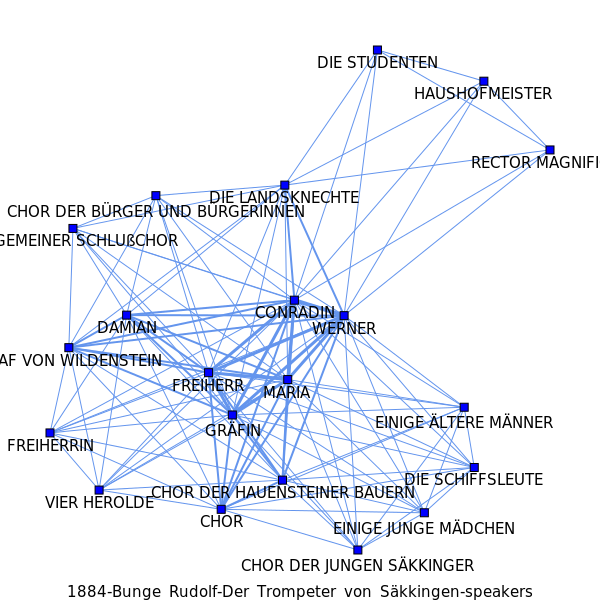 DIE STUDENTEN
HAUSHOFMEISTER
RECTOR MAGNIFI
DIE LANDSKNECHTE
CHOR DER BÜRGER UND BÜRGERINNEN
GEMEINER SCHLUßCHOR
CONRADIN
DAMIAN
WERNER
AF VON WILDENSTEIN
FREIHERR
MARIA
EINIGE ÄLTERE MÄNNER
GRÄFIN
FREIHERRIN
DIE SCHIFFSLEUTE
CHOR DER HAUENSTEINER BAUERN
VIER HEROLDE
CHOR
EINIGE JUNGE MÄDCHEN
CHOR DER JUNGEN SÄKKINGER
1884-Bunge Rudolf-Der Trompeter von Säkkingen-speakers